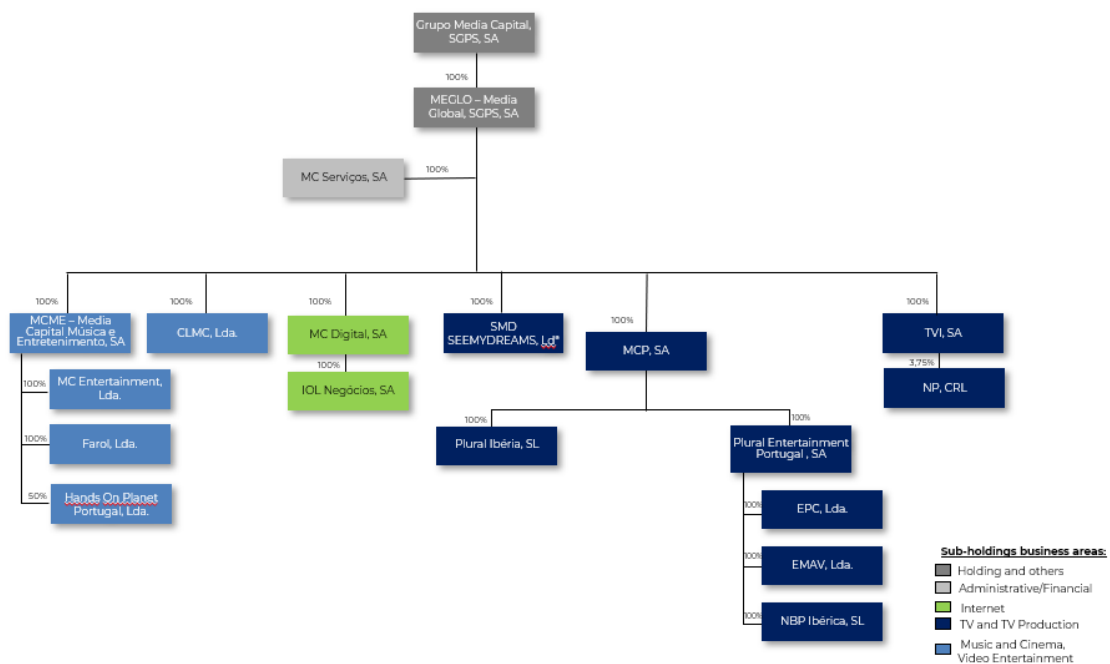 Grupo Media Capital,
SGPS, SA
100%
MEGLO – Media
Global, SGPS, SA
MC Serviços, SA
100%
100%
100%
100%
100%
100%
100%
MCME – Media
Capital Música e
Entretenimento, SA
CLMC, Lda.
MC Digital, SA
SMD
SEEMYDREAMS, Ldª
MCP, SA
TVI, SA
100%
3,75%
100%
MC Entertainment,
Lda.
IOL Negócios, SA
NP, CRL
100%
100%
100%
Farol, Lda.
Plural Ibéria, SL
Plural Entertainment
Portugal , SA
50%
Hands On Planet
Portugal, Lda.
100%
EPC, Lda.
100%
EMAV, Lda.
100%
NBP Ibérica, SL
Sub-holdings business areas:
Holding and others
Administrative/Financial
Internet
TV and TV Production
Music and Cinema,
Video Entertainment